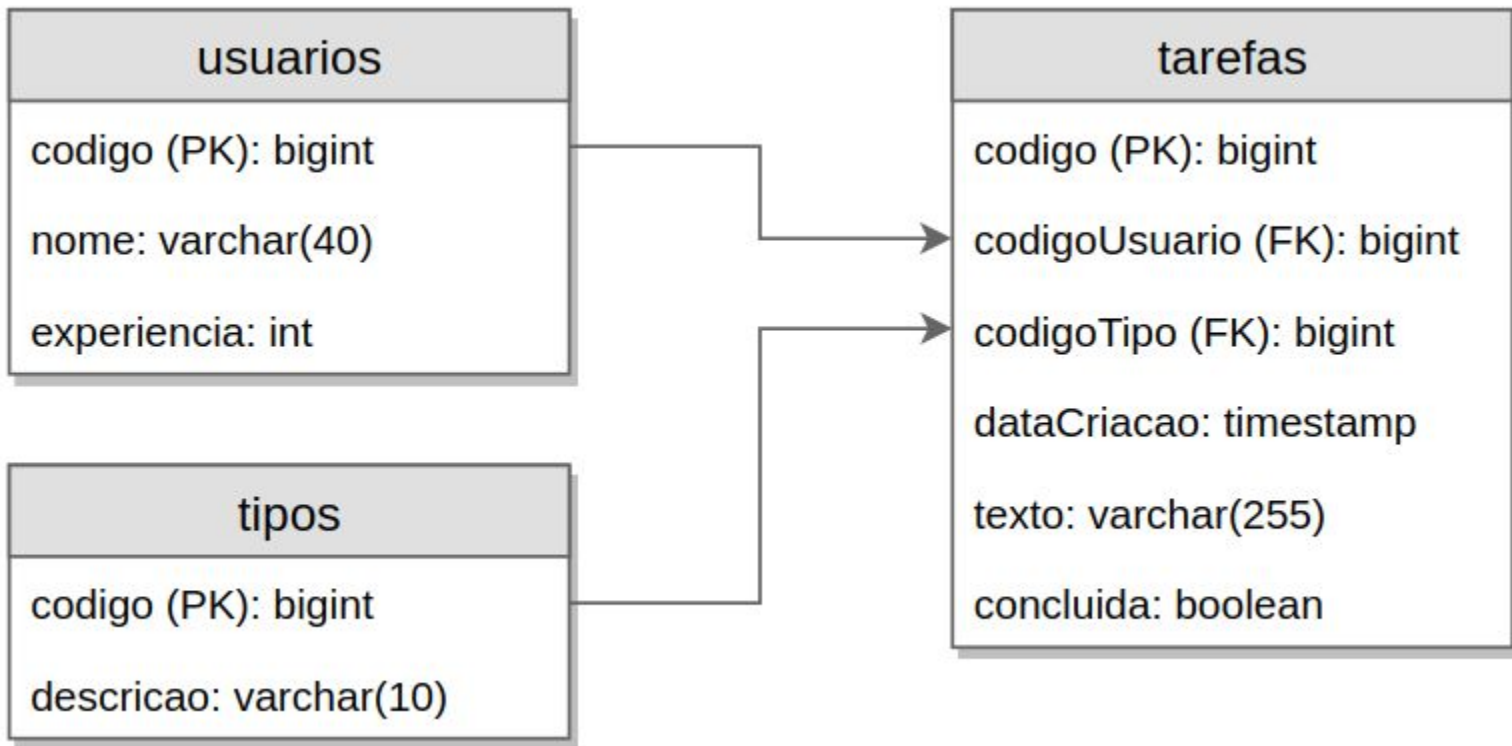 usuarios
codigo (PK): bigint
nome: varchar(40)
experiencia: int
tipos
codigo (PK): bigint
descricao: varchar(10)
tarefas
codigo (PK): bigint
codigoUsuario (FK): bigint
codigoTipo (FK): bigint
dataCriacao: timestamp
texto: varchar(255)
concluida: boolean